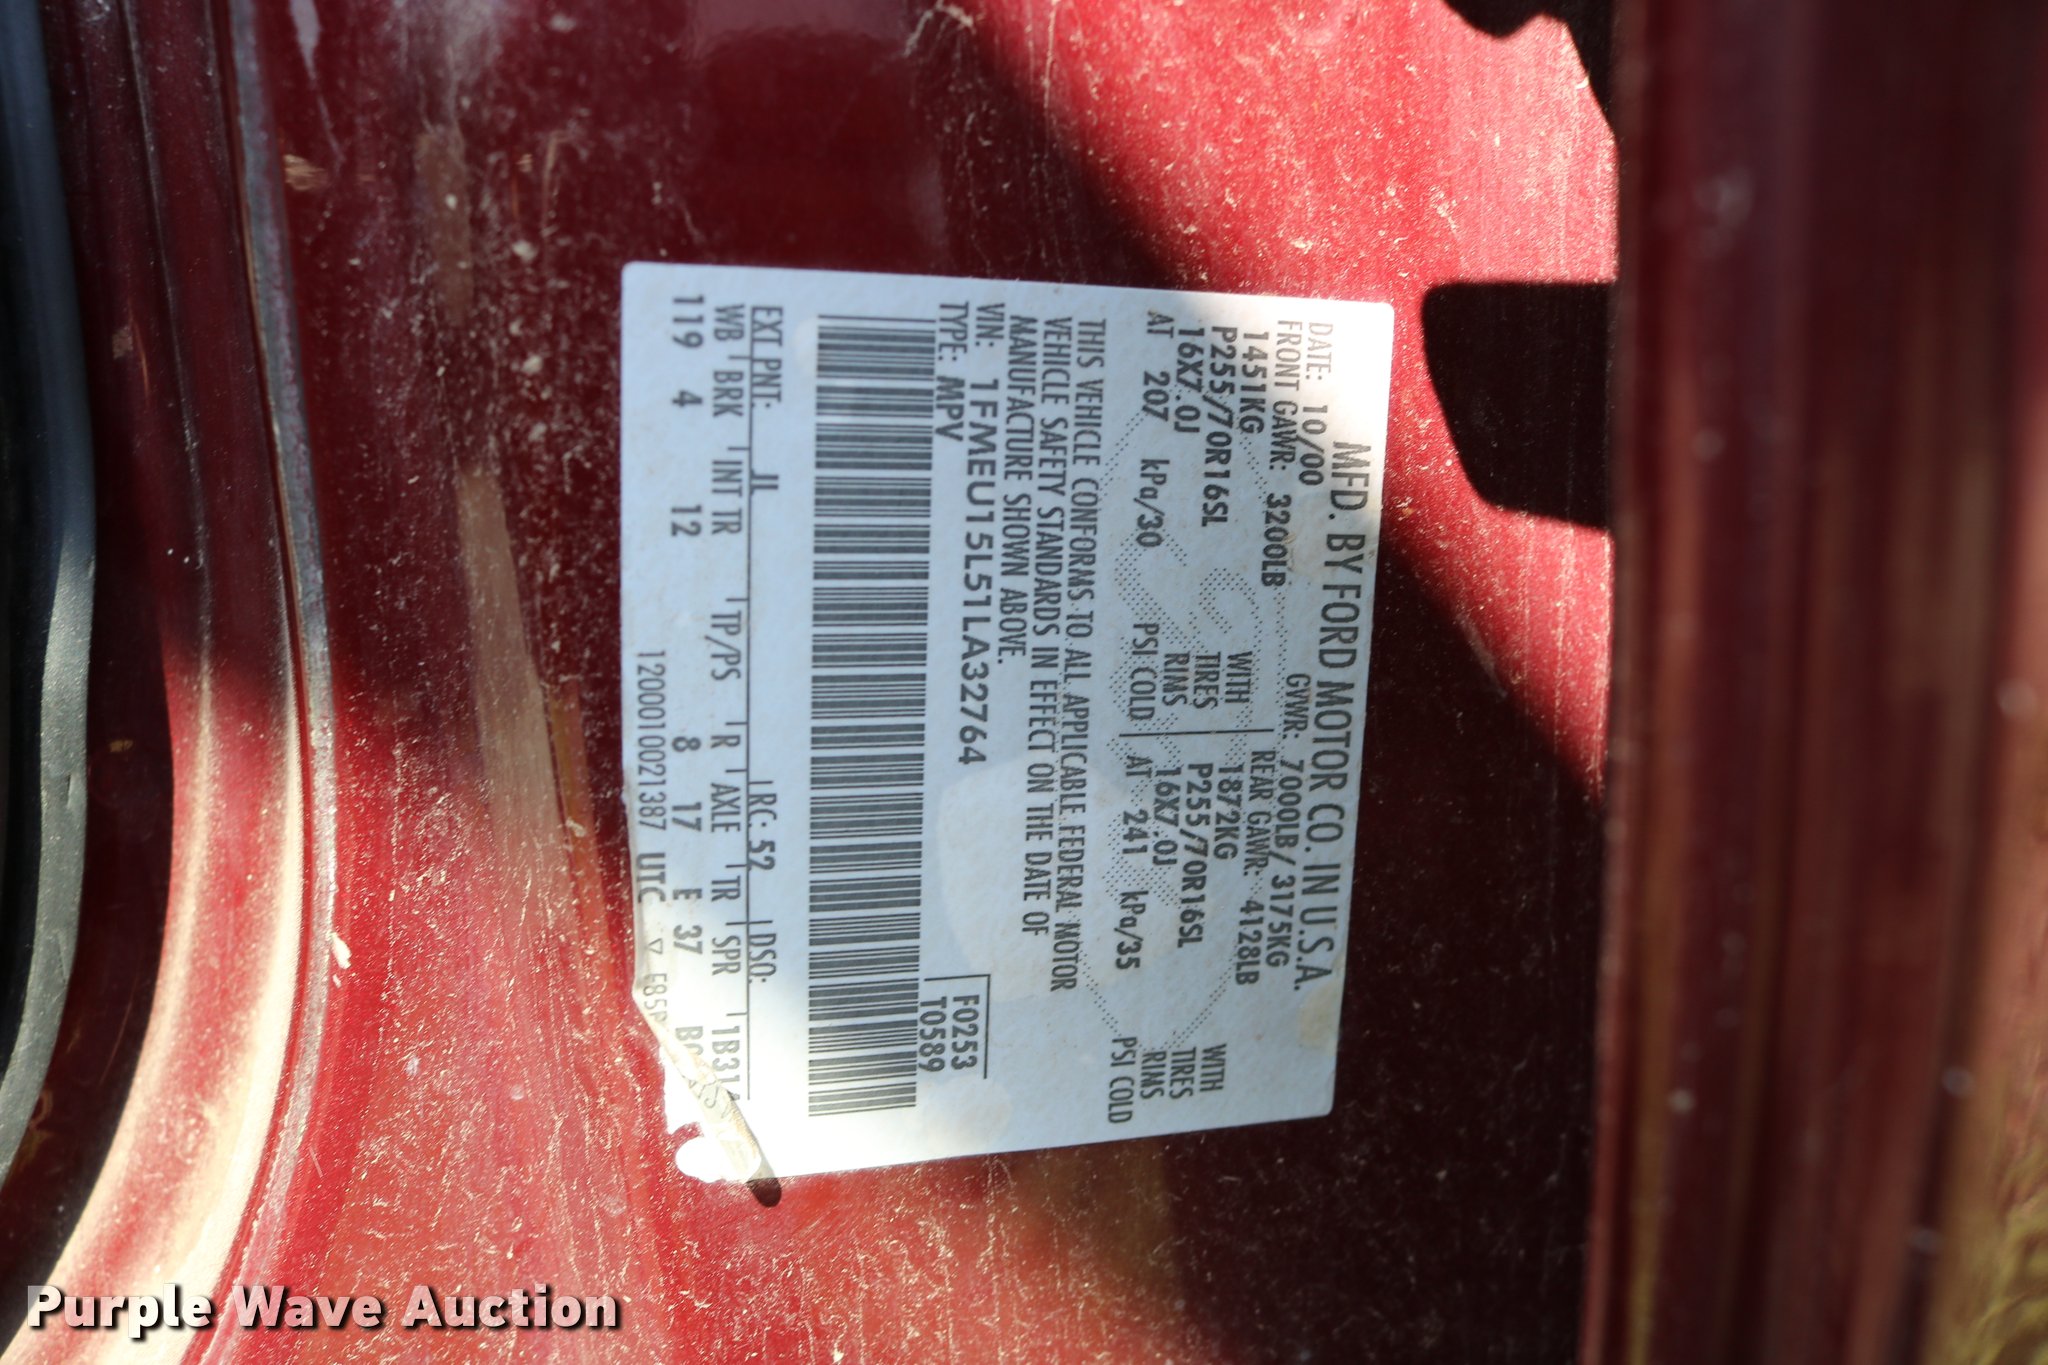 MFD. BY FORD MOTOR CO. IN U.S.A.
DATE: 10/00 GVWR: 7000LB/ 3175KG
FRONT GAWR: 3200LB REAR GAWR: 4128LB
1451KG WITH 1872KG WITH
P255/70R16SL TIRES P255/70R16SL TIRES
16X7.0J RIMS 16X7.0J RIMS
AT 207 kPa/30 PSI COLD AT 241 kPa/35 PSI COLD
THIS VEHICLE CONFORMS TO ALL APPLICABLE FEDERAL MOTOR
VEHICLE SAFETY STANDARDS IN EFFECT ON THE DATE OF
MANUFACTURE SHOWN ABOVE.
VIN: 1FMEU15L51LA32764 F0253
TYPE: MPV T0589
EXT PNT: JL RC: 52 DSO:
WB BRK INT TR TP/PS R AXLE TR SPR
119 4 12 8 17 E 37
12000100021387 UTC
Purple Wave Auction